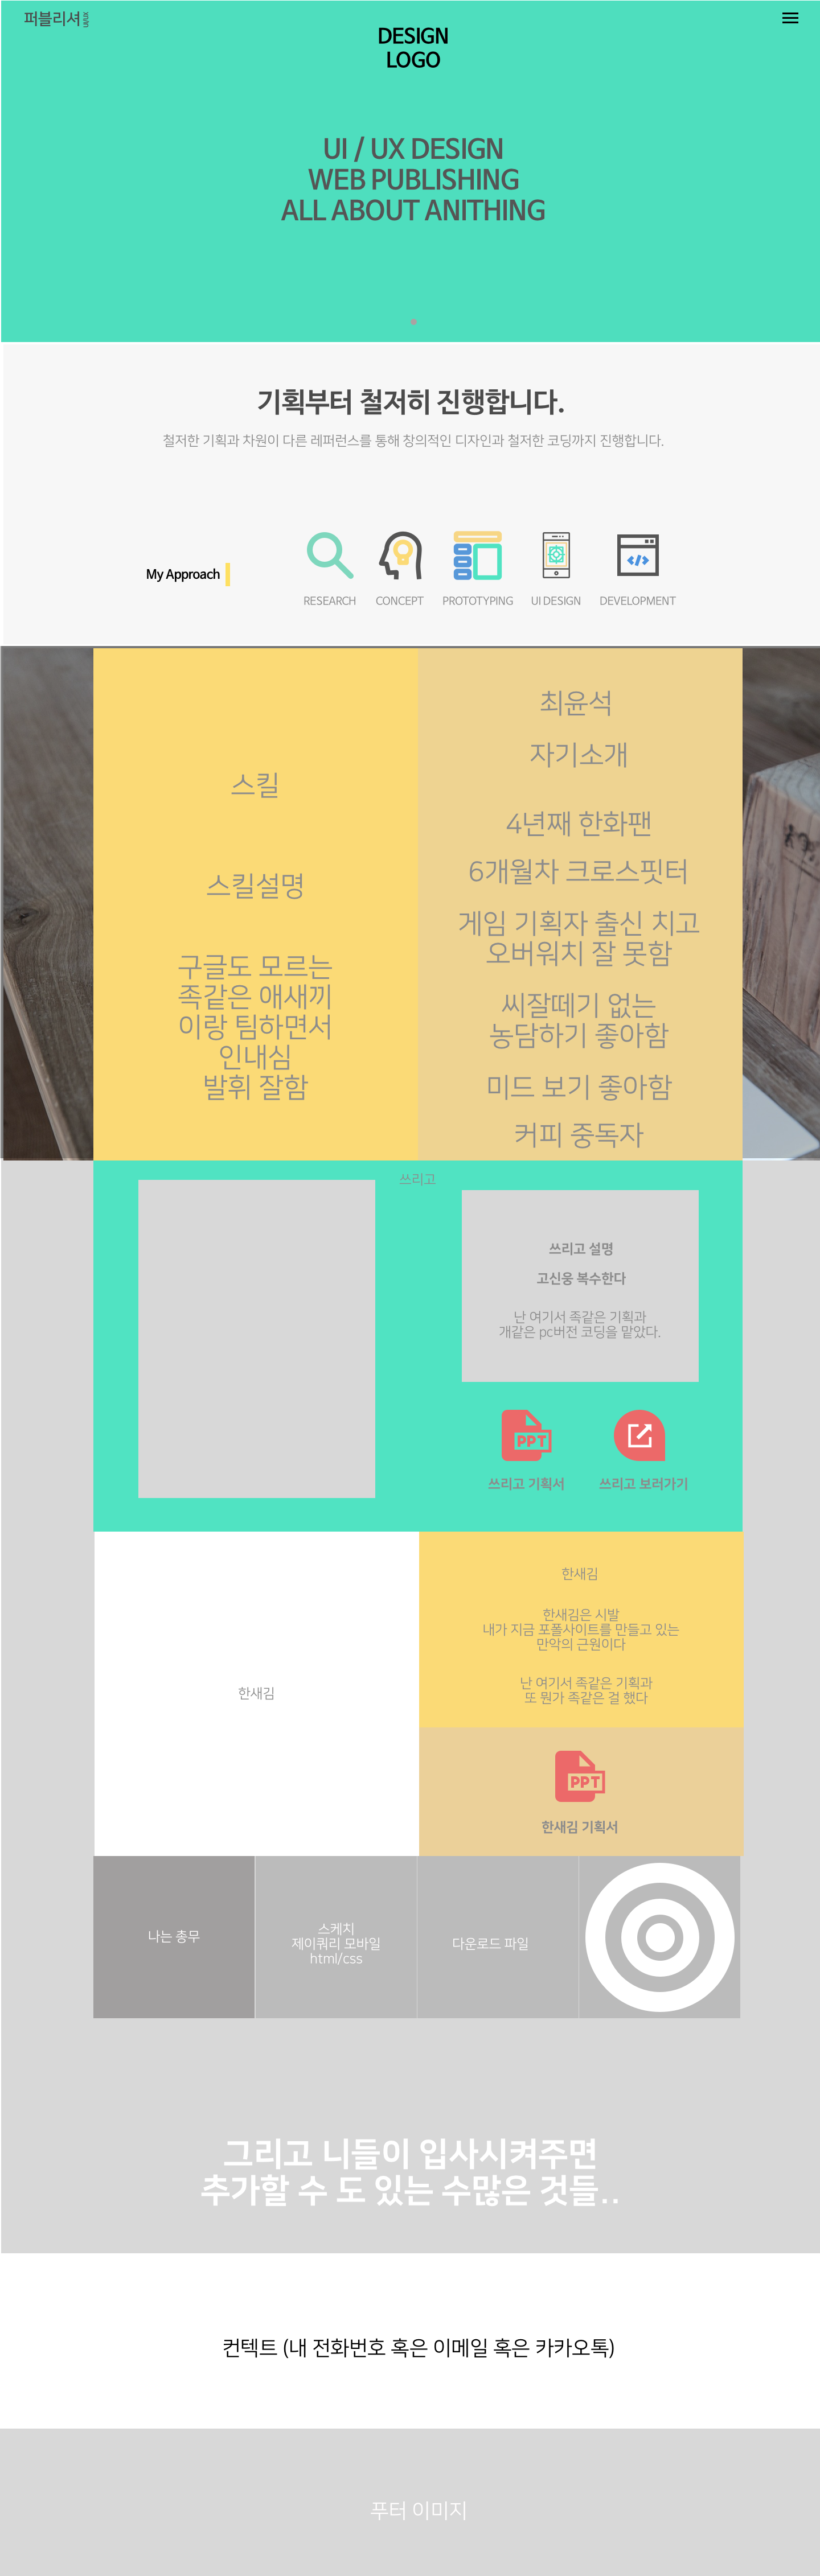 퍼블리셔
DESIGN
LOGO
UI / UX DESIGN
WEB PUBLISHING
ALL ABOUT ANITHING
기획부터 철저히 진행합니다.
철저한 기획과 차원이 다른 레퍼런스를 통해 창의적인 디자인과 철저한 코딩까지 진행합니다.
My Approach
RESEARCH
CONCEPT
PROTOTYPING
UI DESIGN
DEVELOPMENT
스킬
스킬설명
구글도 모르는
족같은 애새끼
이랑 팀하면서
인내심
발휘 잘함
최윤석
자기소개
4년째 한화팬
6개월차 크로스핏터
게임 기획자 출신 치고
오버워치 잘 못함
씨잘떼기 없는
농담하기 좋아함
미드 보기 좋아함
커피 중독자
쓰리고
쓰리고 설명
고신웅 복수한다
난 여기서 족같은 기획과
개같은 pc버전 코딩을 맡았다.
PPT
쓰리고 기획서
쓰리고 보러가기
한새김
한새김
한새김은 시발
내가 지금 포폴사이트를 만들고 있는
만악의 근원이다
난 여기서 족같은 기획과
또 뭔가 족같은 걸 했다
PPT
한새김 기획서
나는 총무
스케치
제이쿼리 모바일
html/css
다운로드 파일
그리고 니들이 입사시켜주면
추가할 수 도 있는 수많은 것들..
컨텍트 (내 전화번호 혹은 이메일 혹은 카카오톡)
푸터 이미지